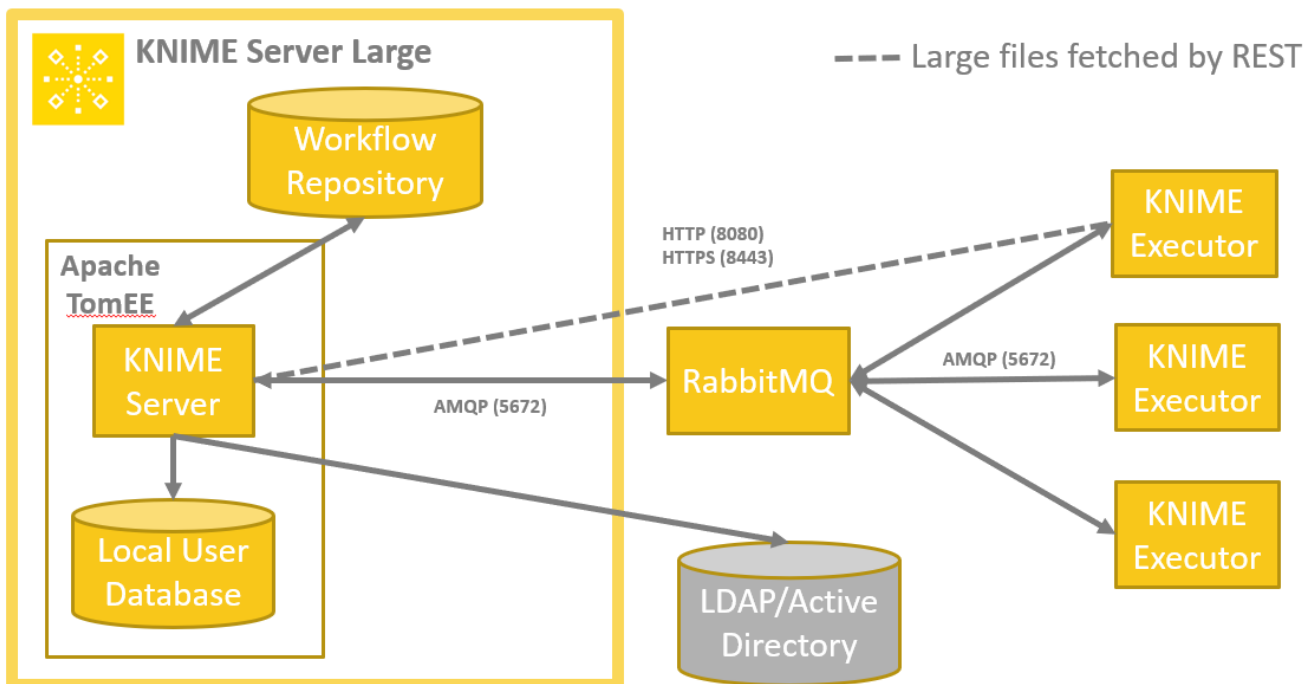 KNIME Server Large
Large files fetched by REST
Workflow
Repository
KNIME
Executor
HTTP (8080)
HTTPS (8443)
Apache
TomEE
KNIME
Server
AMQP (5672)
RabbitMQ
AMQP (5672)
KNIME
Executor
KNIME
Executor
Local User
Database
LDAP/Active
Directory